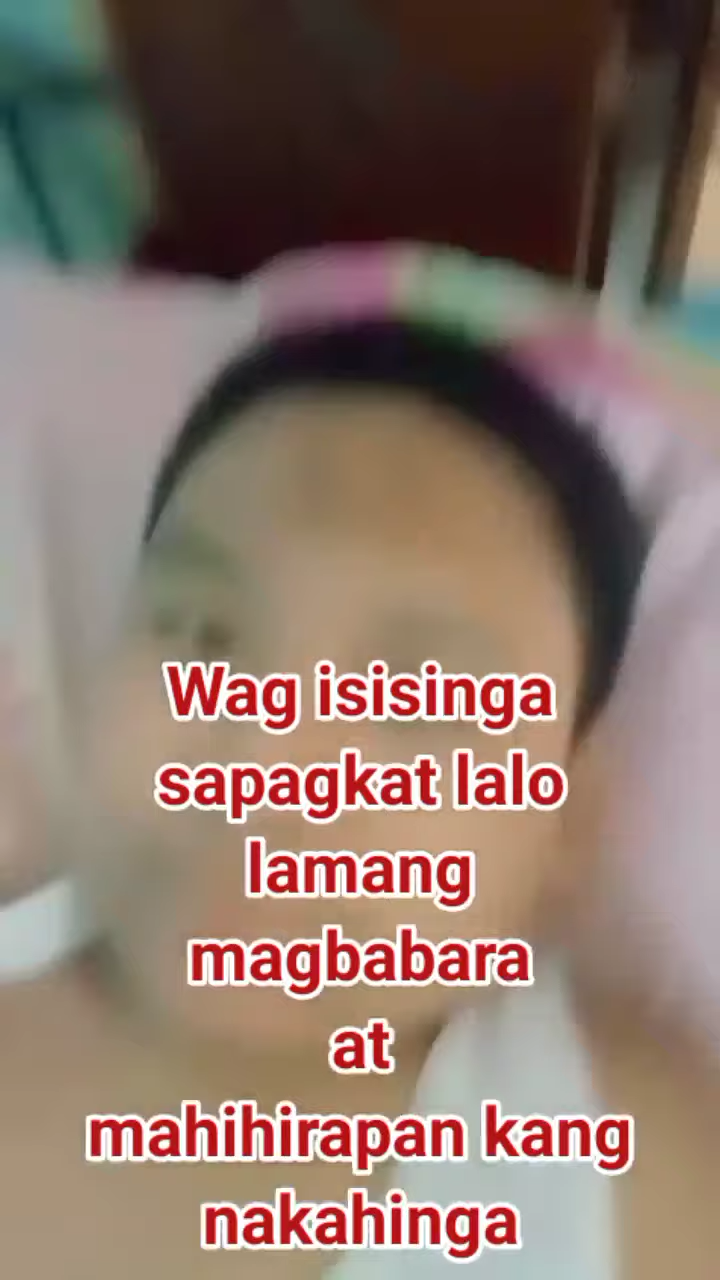 Wag isisinga
sapagkat lalo
lamang
magbabara
at
mahihirapan kang
nakahinga